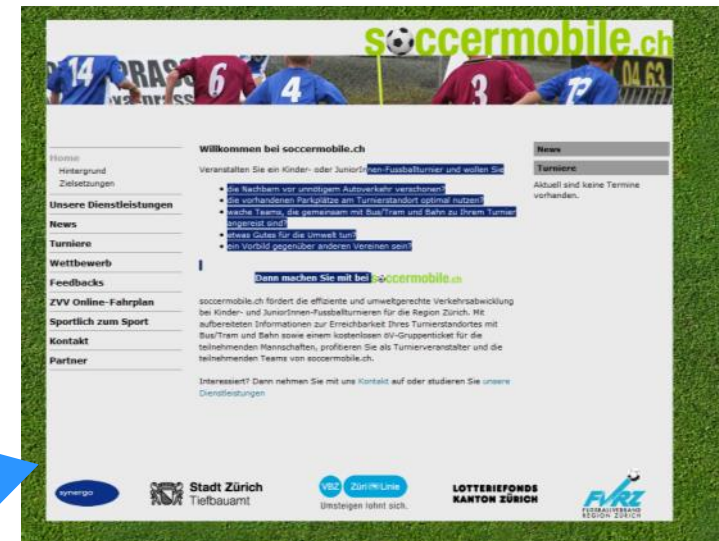 soccermobile.ch
14
6
4
3
12
04 63
Home
Hintergrund
Zielsetzungen
Unsere Dienstleistungen
News
Turniere
Wettbewerb
Feedbacks
ZVV Online-Fahrplan
Sportlich zum Sport
Kontakt
Partner
Willkommen bei soccermobile.ch
Veranstalten Sie ein Kinder- oder JuniorInnen-Fussballturnier und wollen Sie
die Nachbarn vor unnötigem Autoverkehr verschonen?
die vorhandenen Parkplätze am Turnierstandort optimal nutzen?
wache Teams, die gemeinsam mit Bus/Tram und Bahn zu Ihrem Turnier
angereist sind?
etwas Gutes für die Umwelt tun?
ein Vorbild gegenüber anderen Vereinen sein?
Dann machen Sie mit bei soccermobile.ch
soccermobile.ch fördert die effiziente und umweltgerechte Verkehrsabwicklung
bei Kinder- und JuniorInnen-Fussballturnieren für die Region Zürich. Mit
aufbereiteten Informationen zur Erreichbarkeit Ihres Turnierstandortes mit
Bus/Tram und Bahn sowie einem kostenlosen öV-Gruppenticket für die
teilnehmenden Mannschaften, profitieren Sie als Turnierveranstalter und die
teilnehmenden Teams von soccermobile.ch.
Interessiert? Dann nehmen Sie mit uns Kontakt auf oder studieren Sie unsere
Dienstleistungen
News
Turniere
Aktuell sind keine Termine
vorhanden.
synergo
Stadt Zürich
Tiefbauamt
VBZ Züri Linie
Umsteigen lohnt sich.
LOTTERIEFONDS
KANTON ZÜRICH
FVRZ
FUSSBALLVERBAND
REGION ZÜRICH